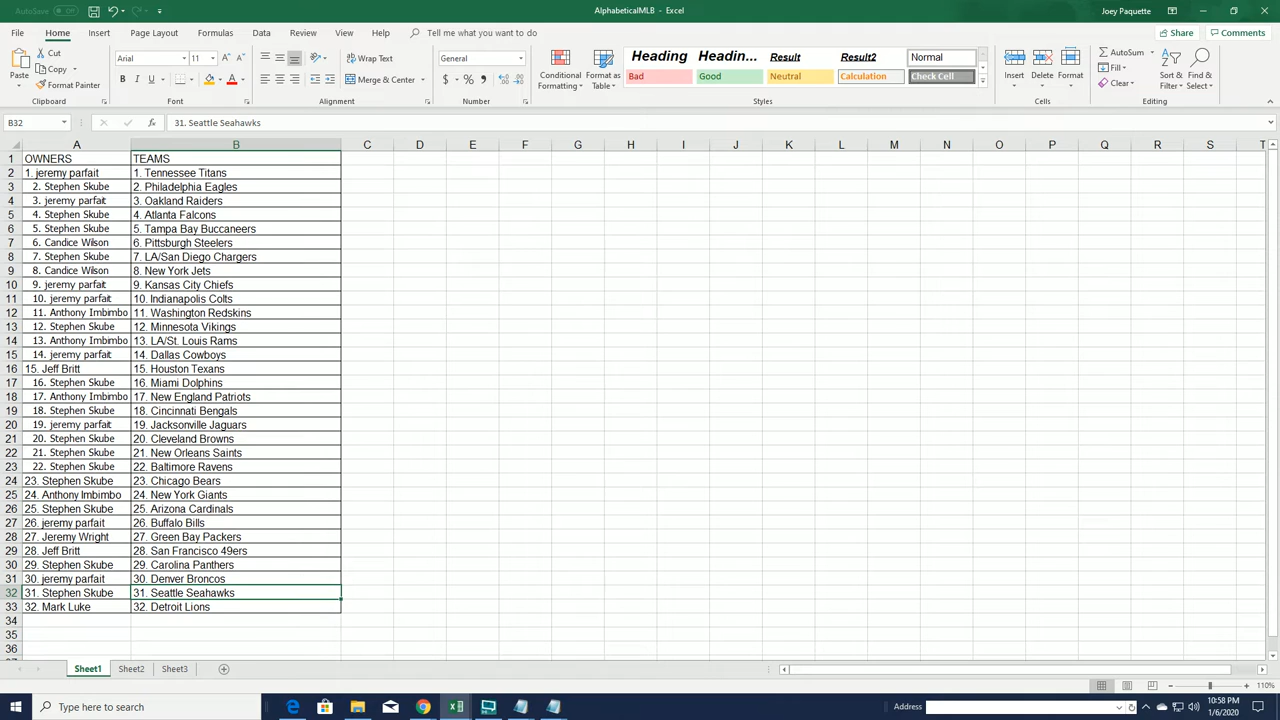 AutoSave Off
AlphabeticalMLB - Excel
Joey Paquette
File Home Insert Page Layout Formulas Data Review View Help Tell me what you want to do
Share Comments
Paste
Cut
Copy
Format Painter
Clipboard
Arial 11
B I U
Font
Wrap Text
Merge & Center
Alignment
General
$ % ,
Number
Conditional Formatting
Format as Table
Heading Headin... Result Result2 Normal
Bad Good Neutral Calculation Check Cell
Styles
Insert Delete Format
Cells
AutoSum
Fill
Clear
Sort & Filter
Find & Select
Editing
B32 fx 31. Seattle Seahawks
A B C D E F G H I J K L M N O P Q R S T
1 OWNERS TEAMS
2 1. jeremy parfait 1. Tennessee Titans
3 2. Stephen Skube 2. Philadelphia Eagles
4 3. jeremy parfait 3. Oakland Raiders
5 4. Stephen Skube 4. Atlanta Falcons
6 5. Stephen Skube 5. Tampa Bay Buccaneers
7 6. Candice Wilson 6. Pittsburgh Steelers
8 7. Stephen Skube 7. LA/San Diego Chargers
9 8. Candice Wilson 8. New York Jets
10 9. jeremy parfait 9. Kansas City Chiefs
11 10. jeremy parfait 10. Indianapolis Colts
12 11. Anthony Imbimbo 11. Washington Redskins
13 12. Stephen Skube 12. Minnesota Vikings
14 13. Anthony Imbimbo 13. LA/St. Louis Rams
15 14. jeremy parfait 14. Dallas Cowboys
16 15. Jeff Britt 15. Houston Texans
17 16. Stephen Skube 16. Miami Dolphins
18 17. Anthony Imbimbo 17. New England Patriots
19 18. Stephen Skube 18. Cincinnati Bengals
20 19. jeremy parfait 19. Jacksonville Jaguars
21 20. Stephen Skube 20. Cleveland Browns
22 21. Stephen Skube 21. New Orleans Saints
23 22. Stephen Skube 22. Baltimore Ravens
24 23. Stephen Skube 23. Chicago Bears
25 24. Anthony Imbimbo 24. New York Giants
26 25. Stephen Skube 25. Arizona Cardinals
27 26. jeremy parfait 26. Buffalo Bills
28 27. Jeremy Wright 27. Green Bay Packers
29 28. Jeff Britt 28. San Francisco 49ers
30 29. Stephen Skube 29. Carolina Panthers
31 30. jeremy parfait 30. Denver Broncos
32 31. Stephen Skube 31. Seattle Seahawks
33 32. Mark Luke 32. Detroit Lions
34
35
36
Sheet1 Sheet2 Sheet3
110%
Type here to search
Address
10:58 PM
1/6/2020